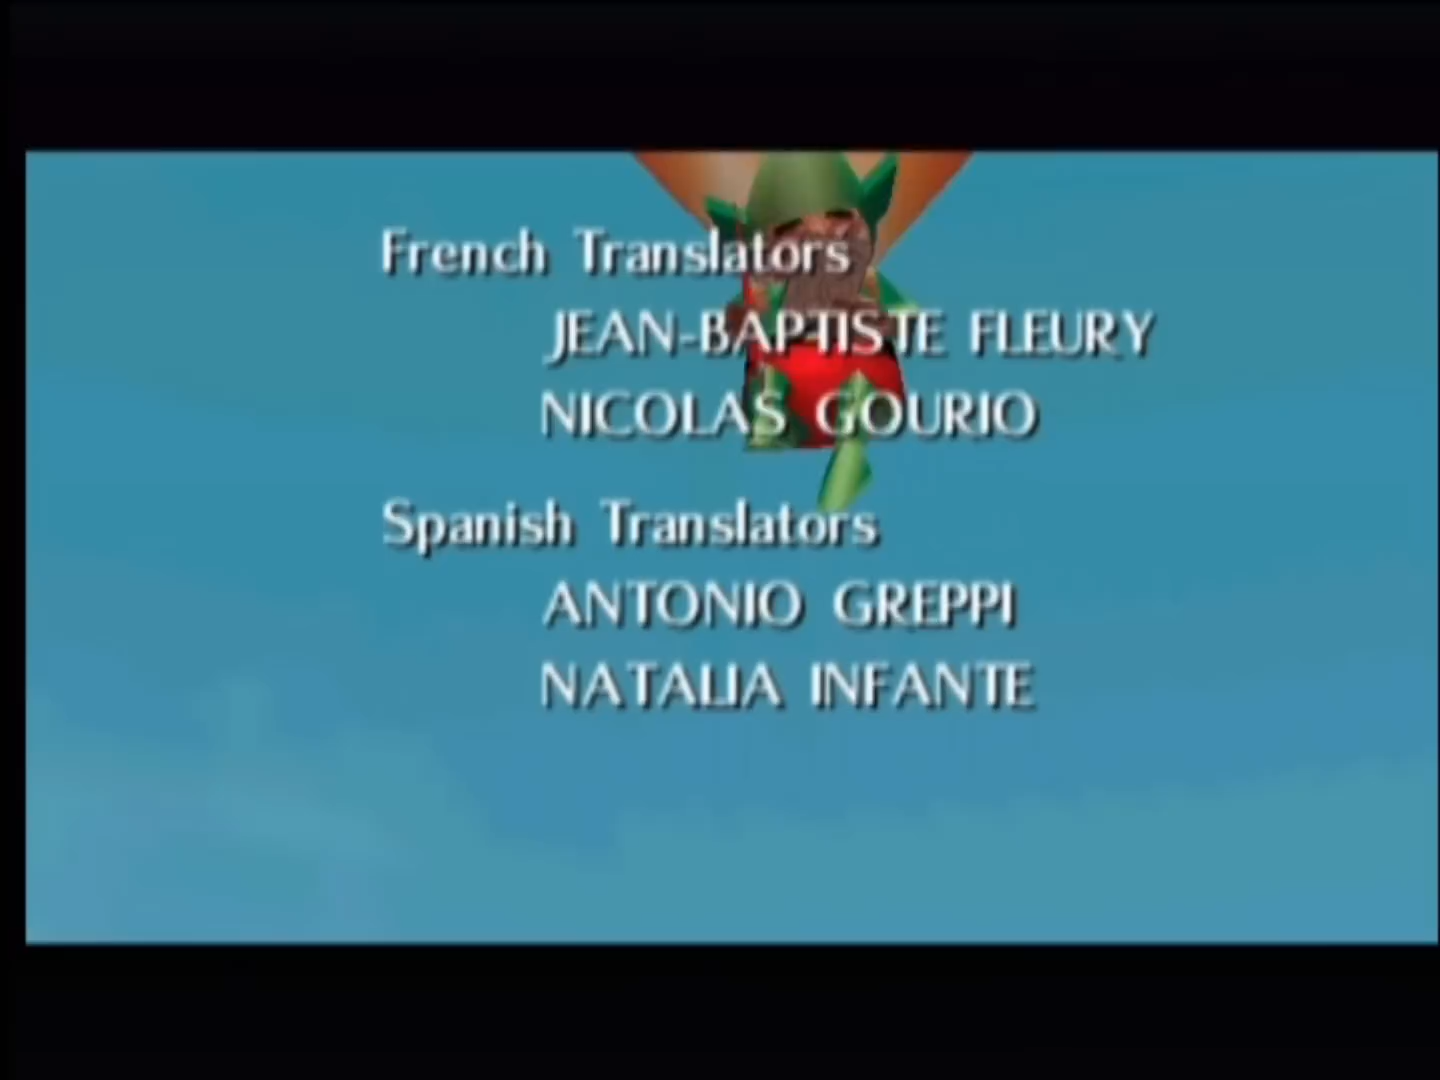 French Translators
JEAN-BAPTISTE FLEURY
NICOLAS GOURIO
Spanish Translators
ANTONIO GREPPI
NATALIA INFANTE